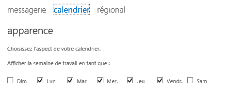 messagerie calendrier régional
apparence
Choisissez l'aspect de votre calendrier.
Afficher la semaine de travail en tant que :
Dim. Lun. Mar. Mer. Jeu. Vendr. Sam.